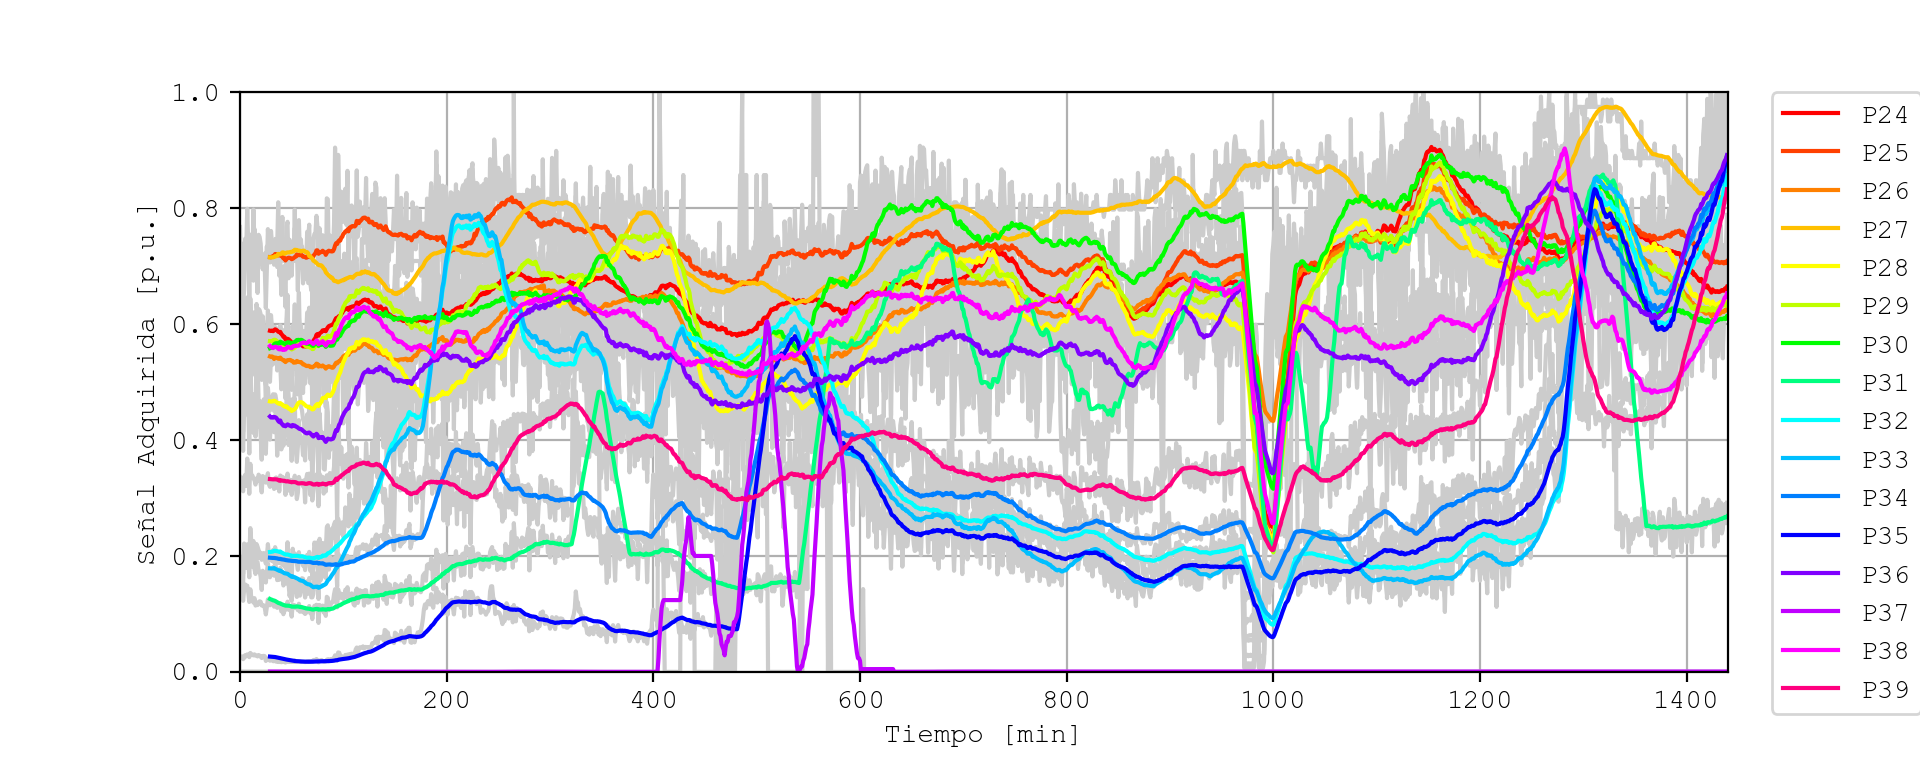 1.0
0.8
0.6
0.4
0.2
0.0
Señal Adquirida [p.u.]
0 200 400 600 800 1000 1200 1400
Tiempo [min]
P24
P25
P26
P27
P28
P29
P30
P31
P32
P33
P34
P35
P36
P37
P38
P39